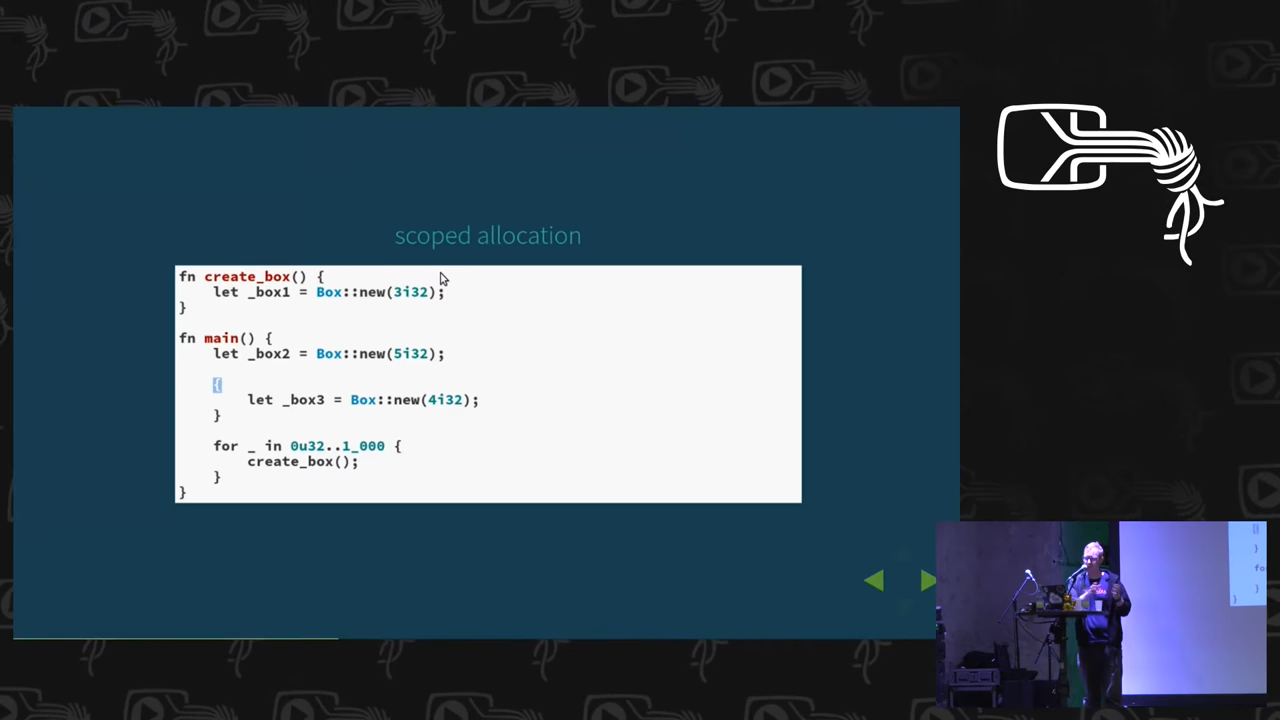 scoped allocation
fn create_box() {
    let _box1 = Box::new(3i32);
}
fn main() {
    let _box2 = Box::new(5i32);
    {
        let _box3 = Box::new(4i32);
    }
    for _ in 0u32..1_000 {
        create_box();
    }
}
{
}
fo
}
}